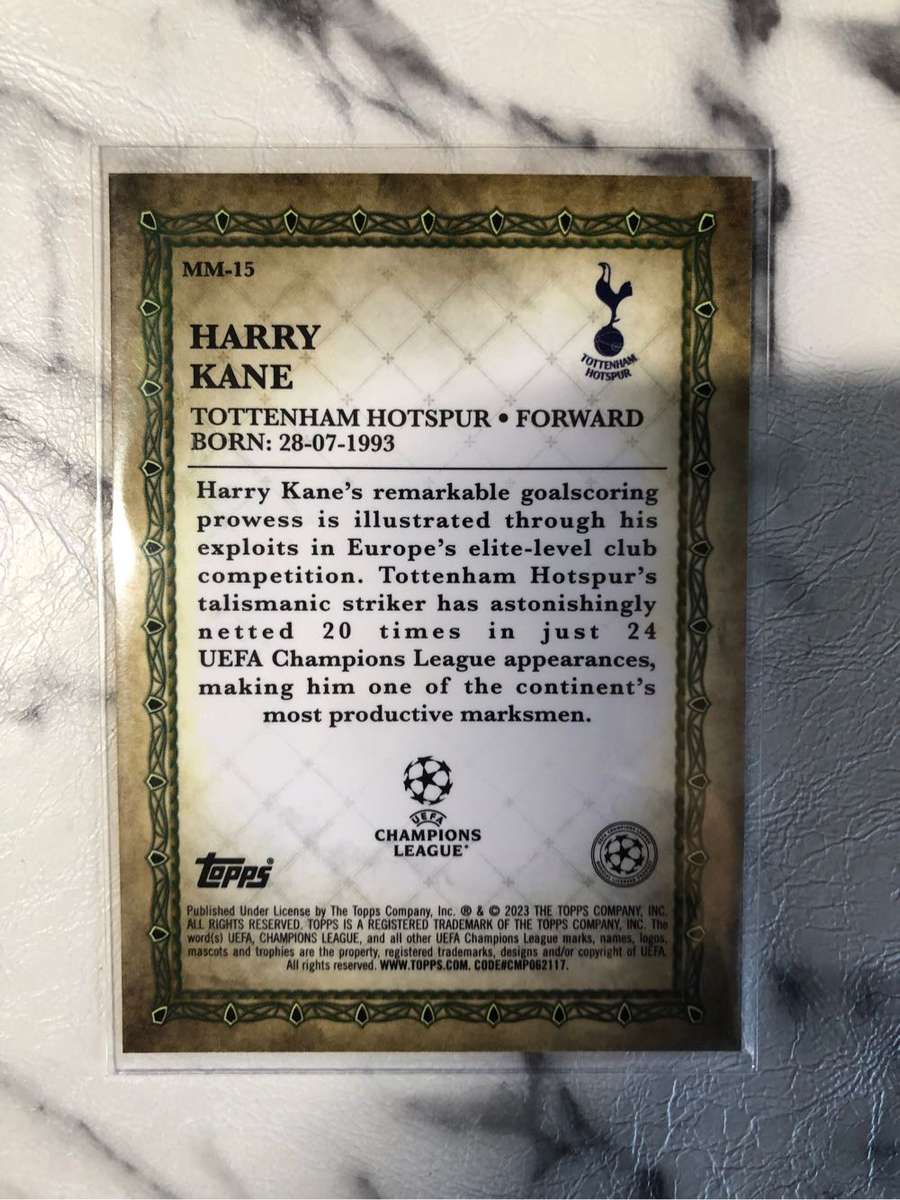 MM-15
TOTTENHAM
HOTSPUR
HARRY
KANE
TOTTENHAM HOTSPUR • FORWARD
BORN: 28-07-1993
Harry Kane's remarkable goalscoring
prowess is illustrated through his
exploits in Europe's elite-level club
competition. Tottenham Hotspur's
talismanic striker has astonishingly
netted 20 times in just 24
UEFA Champions League appearances,
making him one of the continent's
most productive marksmen.
UEFA
CHAMPIONS
LEAGUE®
Topps®
Published Under License by The Topps Company, Inc. ® & © 2023 THE TOPPS COMPANY, INC.
ALL RIGHTS RESERVED. TOPPS IS A REGISTERED TRADEMARK OF THE TOPPS COMPANY, INC. The
word(s) UEFA, CHAMPIONS LEAGUE, and all other UEFA Champions League marks, names, logos,
mascots and trophies are the property, registered trademarks, designs and/or copyright of UEFA.
All rights reserved. WWW.TOPPS.COM. CODE#CMP062117.